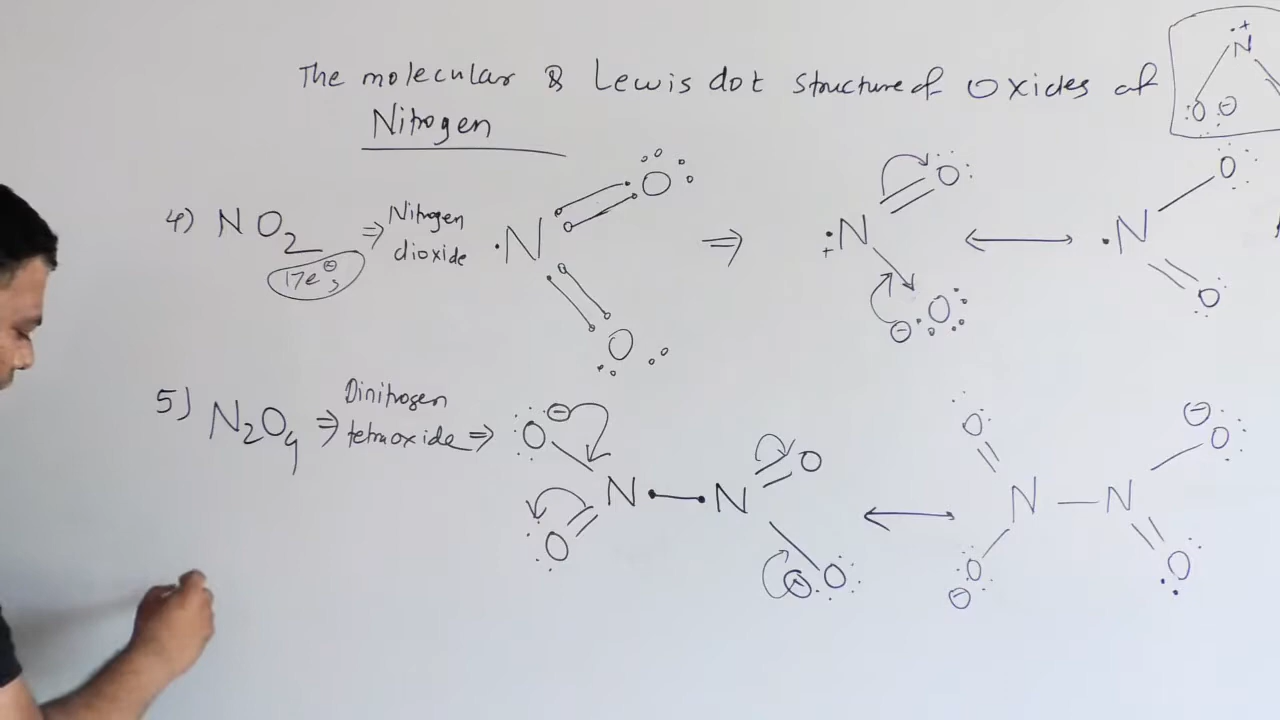 The molecular & Lewis dot structure of Oxides of
Nitrogen
N +
:O ⊖
4) NO2 ⇒ Nitrogen
dioxide
17e⊖s
·N O O ⇒ ·N + O ⊖ O ↔ ·N O O
5) N2O4 ⇒ Dinitrogen
tetraoxide ⇒
O ⊖ N — N O O ⊖ O ↔ O N — N O ⊖ O ⊖ O